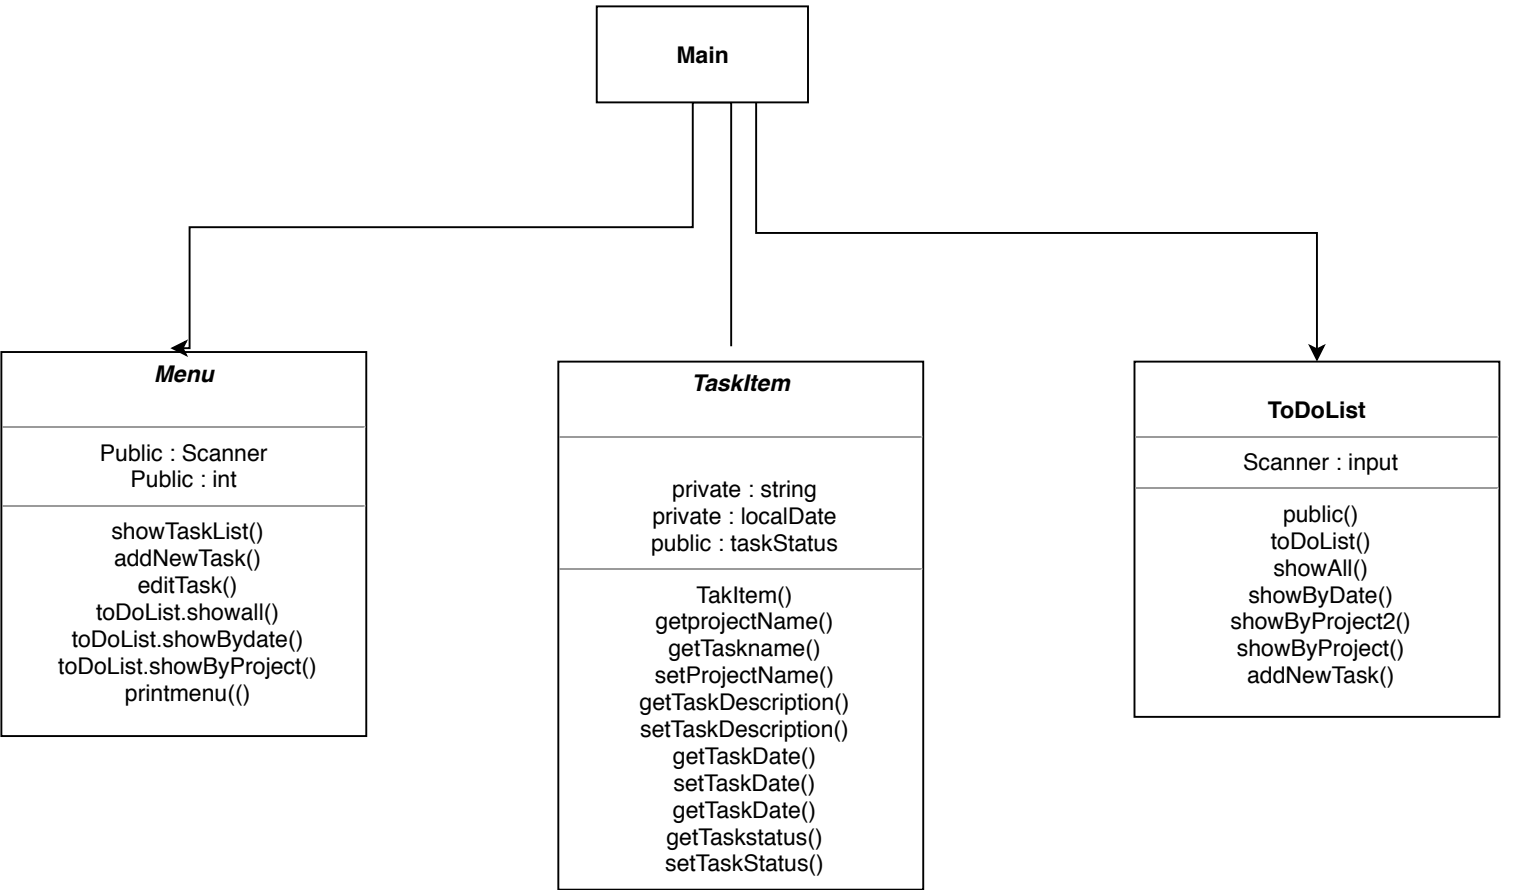 Main
Menu
Public : Scanner
Public : int
showTaskList()
addNewTask()
editTask()
toDoList.showall()
toDoList.showBydate()
toDoList.showByProject()
printmenu(()
TaskItem
private : string
private : localDate
public : taskStatus
TakItem()
getprojectName()
getTaskname()
setProjectName()
getTaskDescription()
setTaskDescription()
getTaskDate()
setTaskDate()
getTaskDate()
getTaskstatus()
setTaskStatus()
ToDoList
Scanner : input
public()
toDoList()
showAll()
showByDate()
showByProject2()
showByProject()
addNewTask()